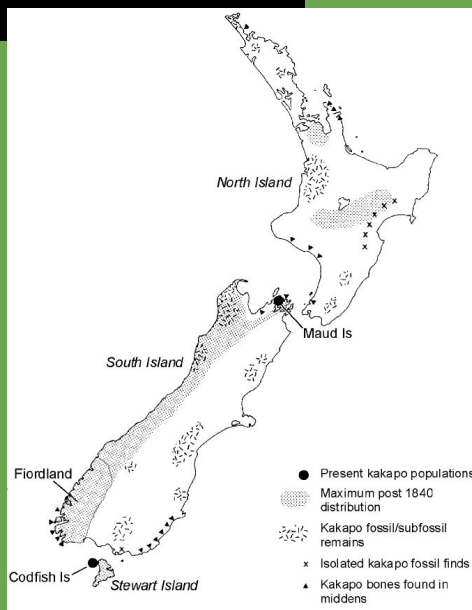 North Island
Maud Is
South Island
Fiordland
Codfish Is
Stewart Island
Present kakapo populations
Maximum post 1840
distribution
Kakapo fossil/subfossil
remains
Isolated kakapo fossil finds
Kakapo bones found in
middens